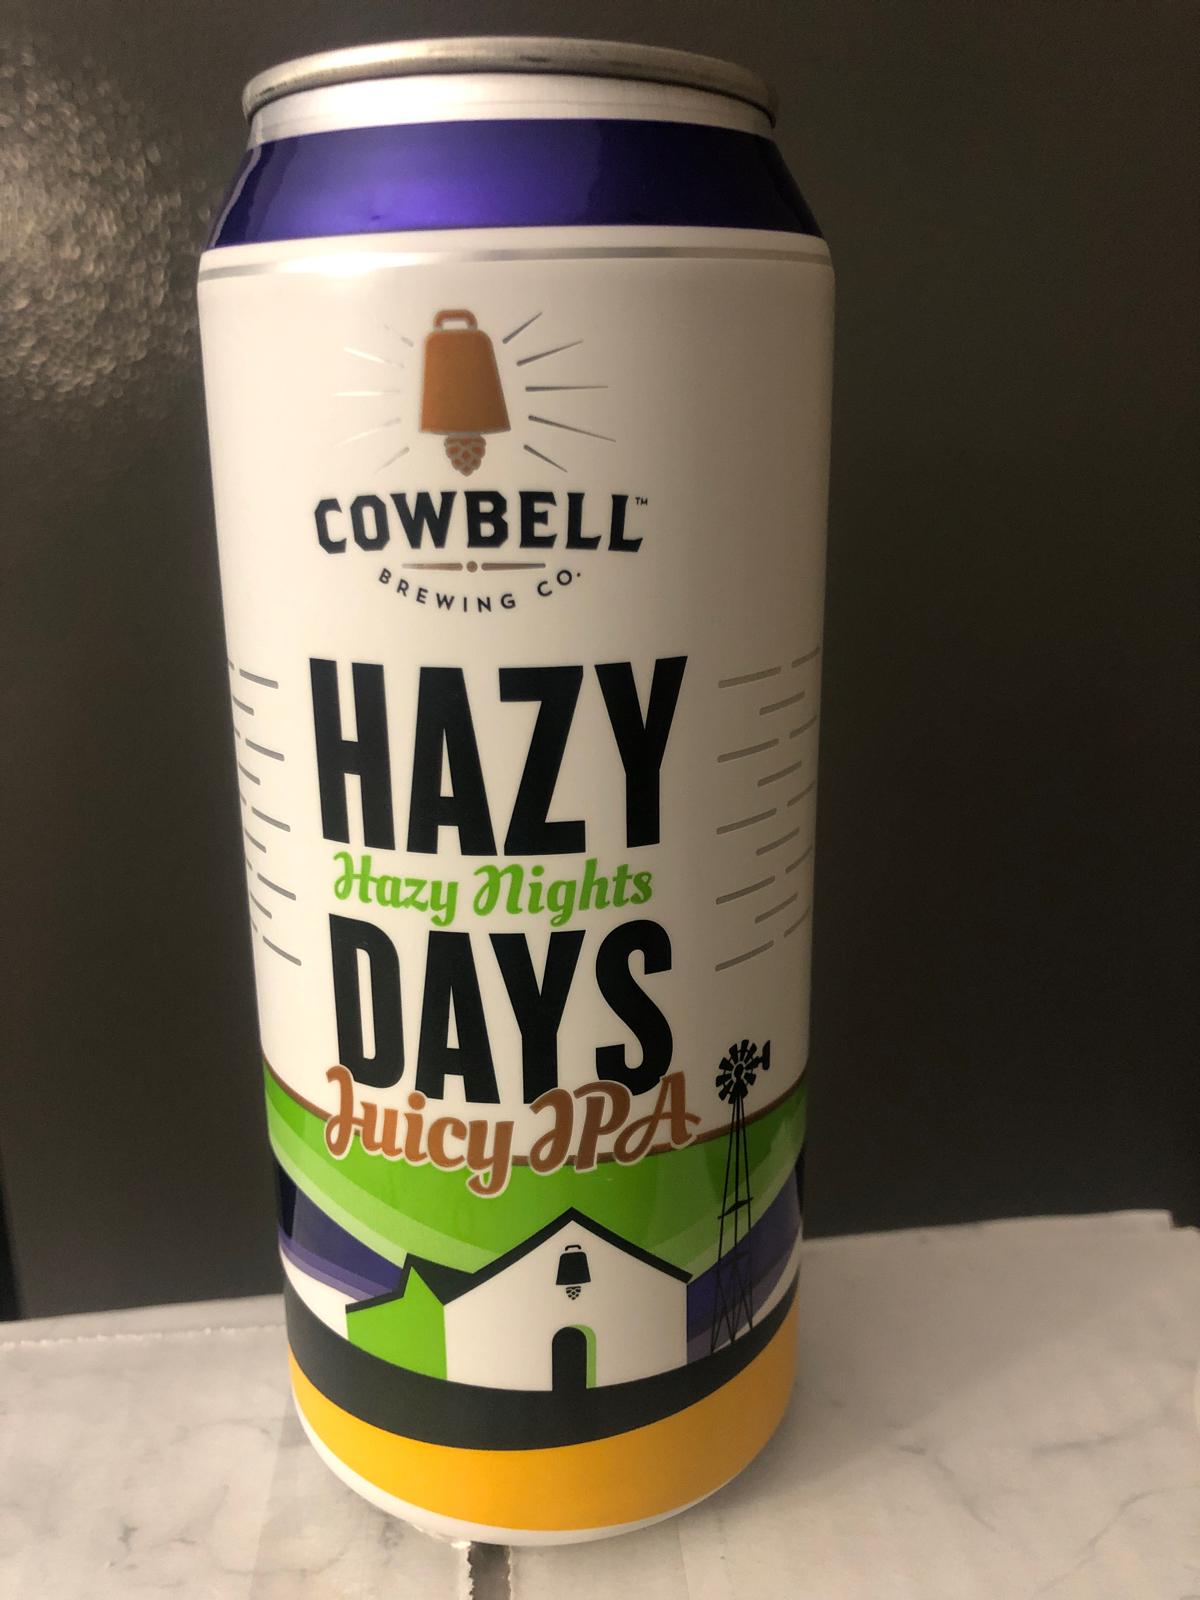 COWBELL™
BREWING CO.
HAZY
Hazy Nights
DAYS
Juicy IPA